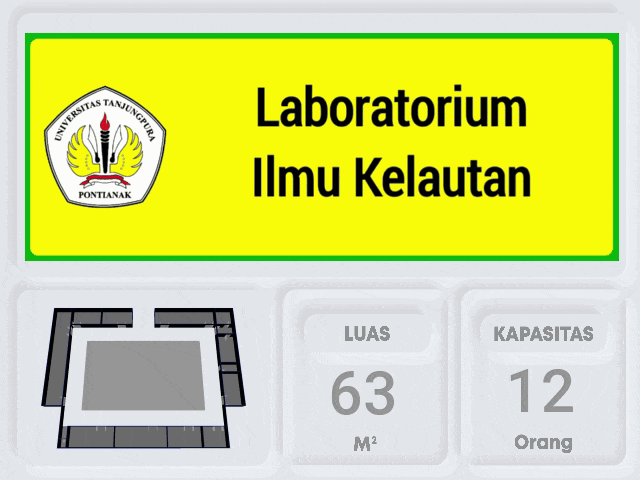 Laboratorium
Ilmu Kelautan
UNIVERSITAS TANJUNGPURA
PONTIANAK
LUAS
63
M²
KAPASITAS
12
Orang